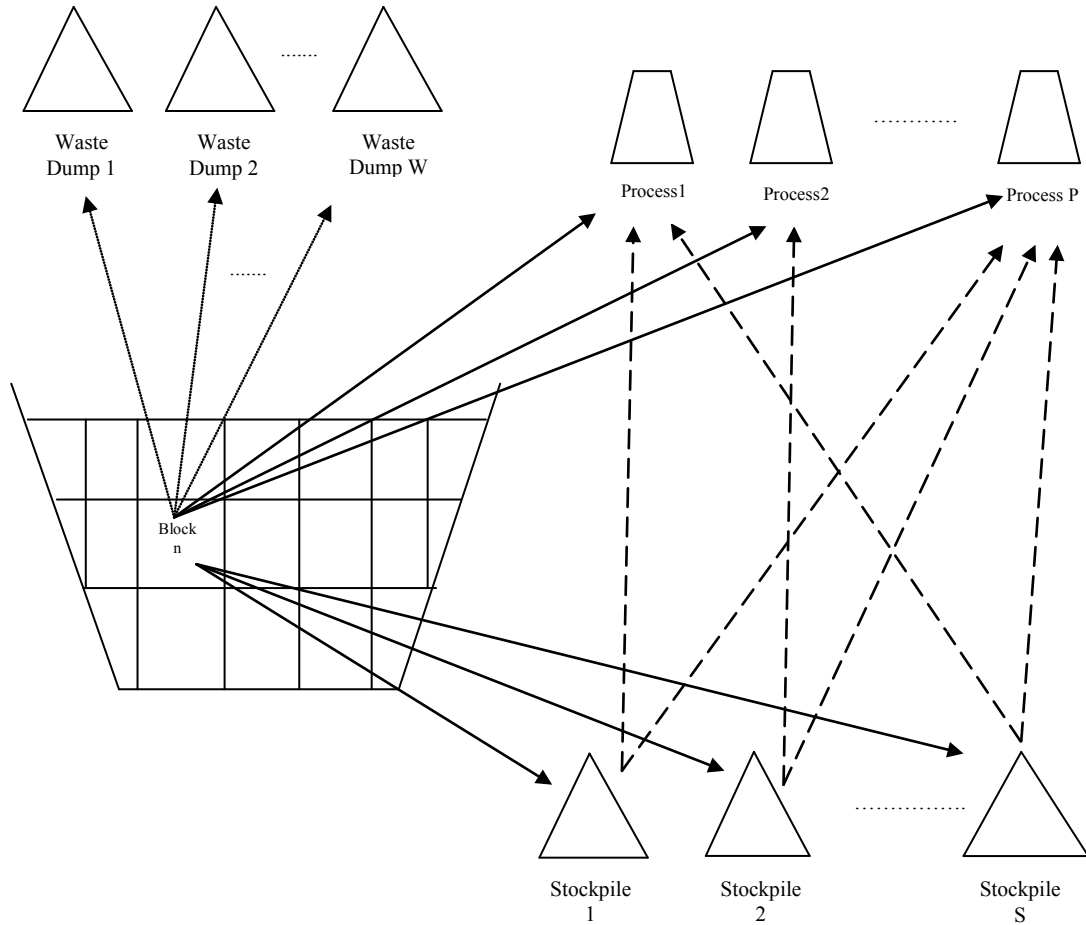 Waste
Dump 1
Waste
Dump 2
Waste
Dump W
Process1
Process2
Process P
Block
n
Stockpile
1
Stockpile
2
Stockpile
S